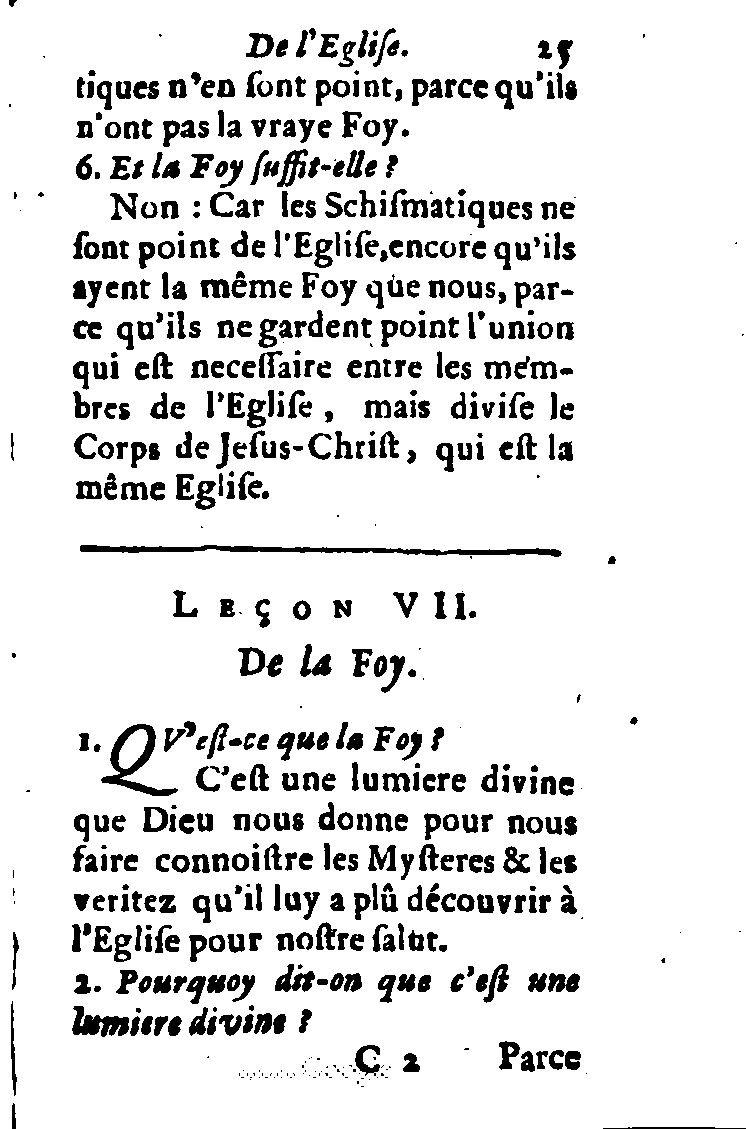 De l'Egliſe. 25
tiques n'en ſont point, parce qu'ils
n'ont pas la vraye Foy.
6. Et la Foy ſuffit-elle ?
Non : Car les Schiſmatiques ne
ſont point de l'Egliſe,encore qu'ils
ayent la même Foy que nous, par-
ce qu'ils ne gardent point l'union
qui eſt neceſſaire entre les mem-
bres de l'Egliſe , mais diviſe le
Corps de Jeſus-Chriſt, qui eſt la
même Egliſe.
LEÇON VII.
De la Foy.
1. QV'eſt-ce que la Foy ?
C'eſt une lumiere divine
que Dieu nous donne pour nous
faire connoiſtre les Myſteres & les
veritez qu'il luy a plû découvrir à
l'Egliſe pour noſtre ſalut.
2. Pourquoy dit-on que c'eſt une
lumiere divine ?
C 2 Parce